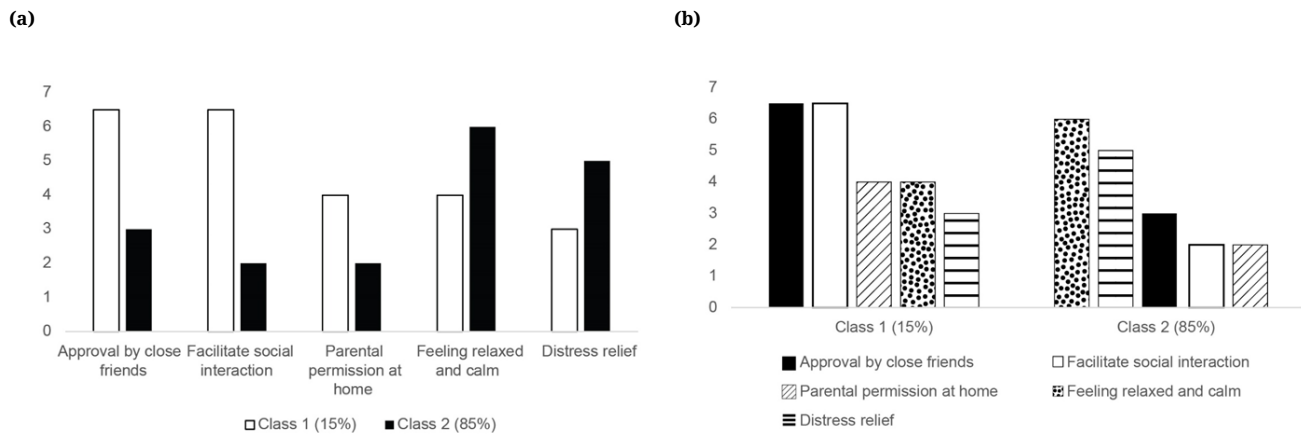 (a)
7
6
5
4
3
2
1
0
Approval by close friends
Facilitate social interaction
Parental permission at home
Feeling relaxed and calm
Distress relief
Class 1 (15%) Class 2 (85%)
(b)
7
6
5
4
3
2
1
0
Class 1 (15%) Class 2 (85%)
Approval by close friends Facilitate social interaction
Parental permission at home Feeling relaxed and calm
Distress relief